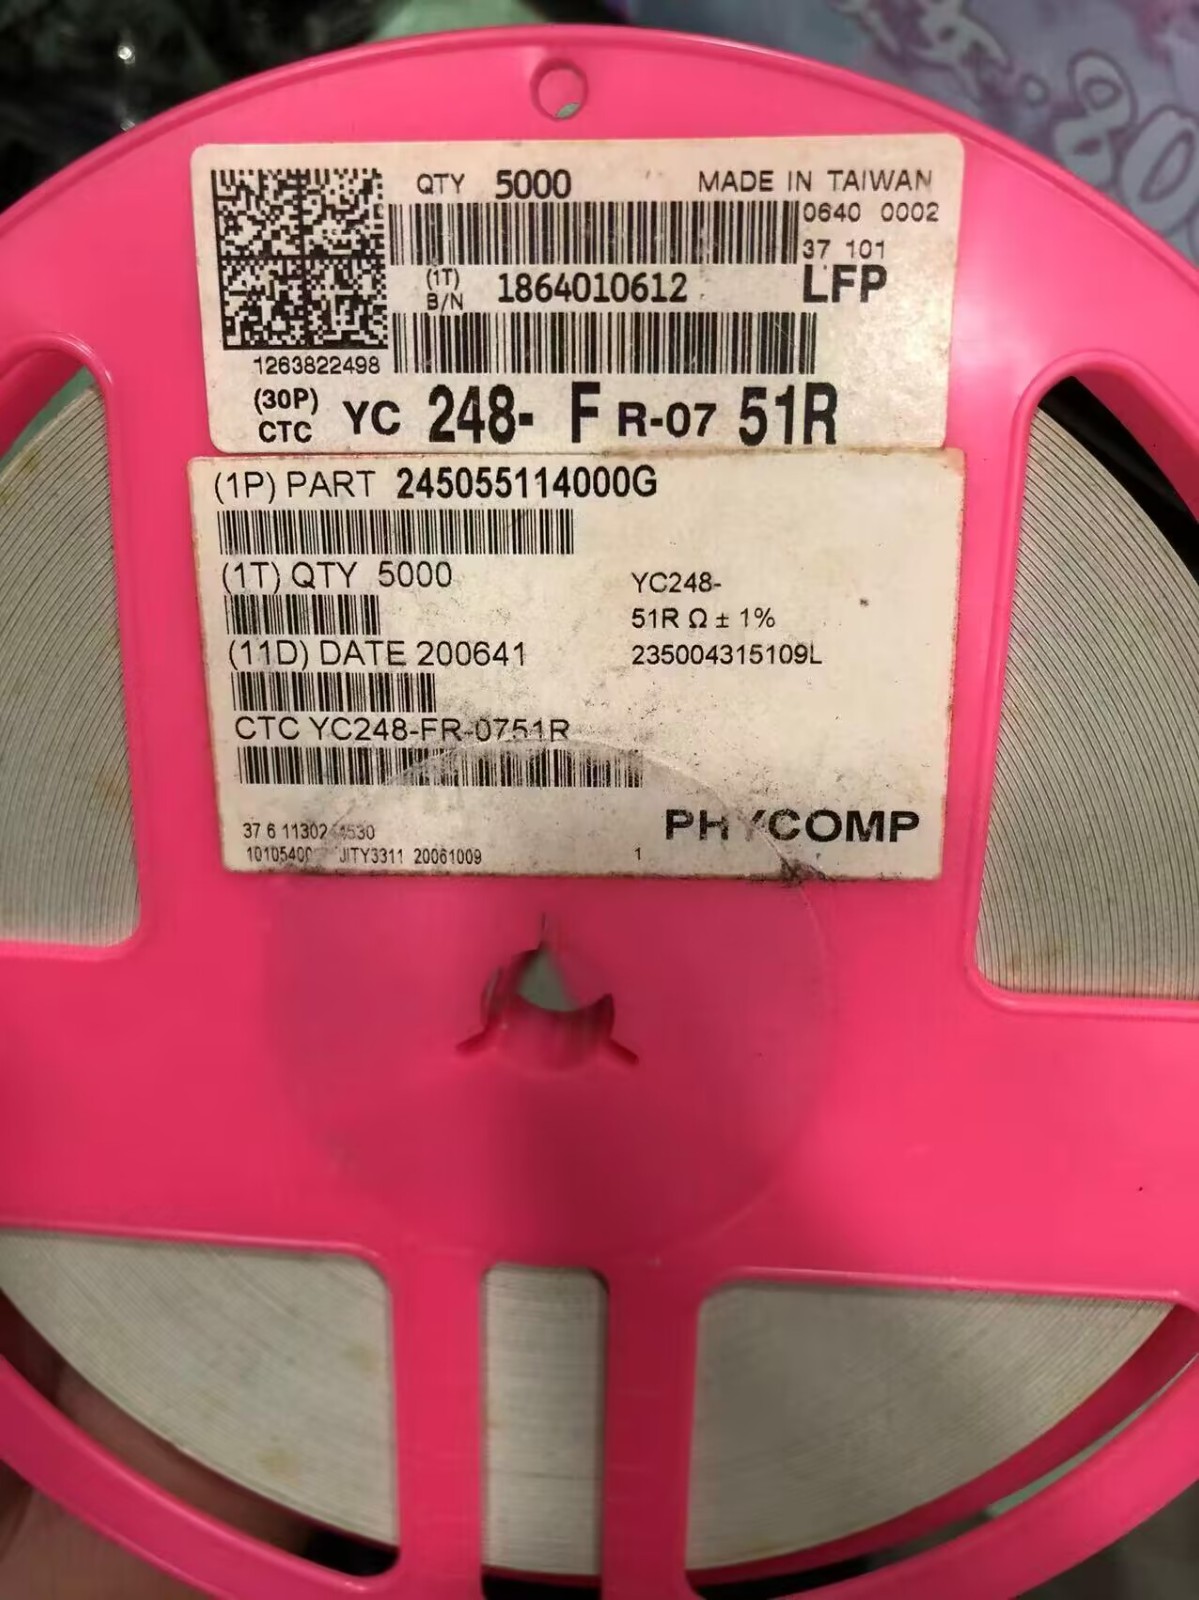 QTY 5000 MADE IN TAIWAN
0640 0002
37 101
(1T) B/N 1864010612 LFP
1263822498
(30P) CTC YC 248- F R-07 51R
(1P) PART 245055114000G
(1T) QTY 5000
YC248-
51R Ω ± 1%
(11D) DATE 200641
235004315109L
CTC YC248-FR-0751R
PHYCOMP
37 6 11302
JITY3311 20061009 1
80